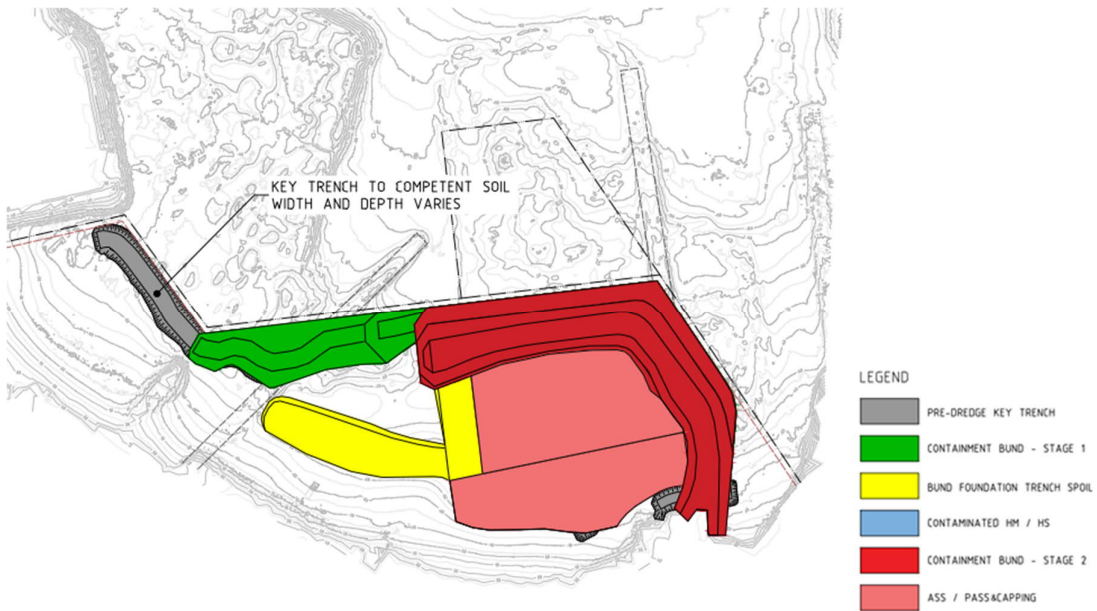 KEY TRENCH TO COMPETENT SOIL
WIDTH AND DEPTH VARIES
LEGEND
PRE-DREDGE KEY TRENCH
CONTAINMENT BUND - STAGE 1
BUND FOUNDATION TRENCH SPOIL
CONTAMINATED HM / HS
CONTAINMENT BUND - STAGE 2
ASS / PASS&CAPPING